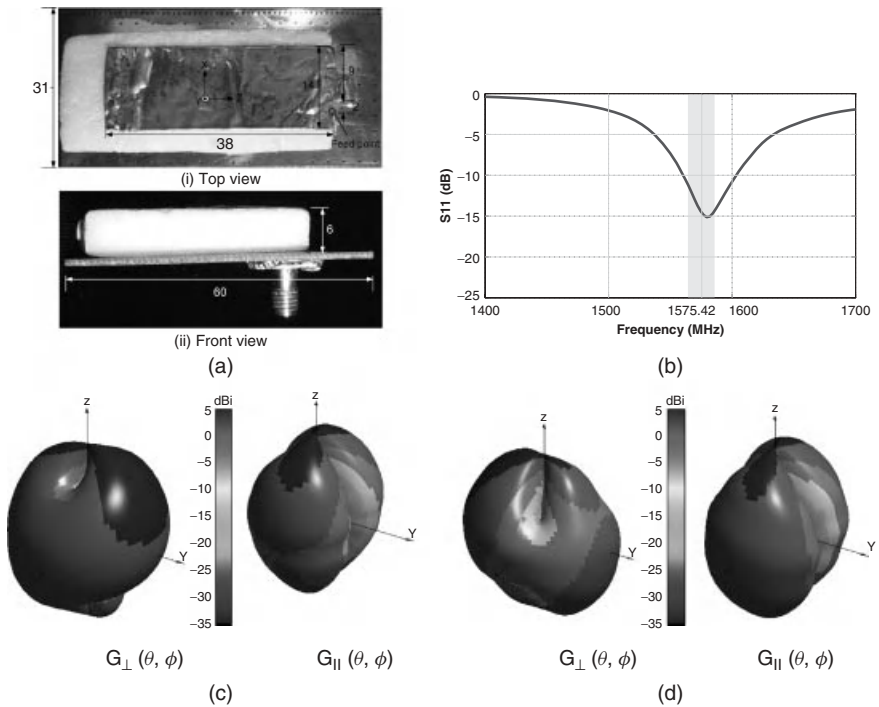 31
38
Feed point
(i) Top view
6
60
(ii) Front view
(a)
0
−5
−10
−15
−20
−25
S11 (dB)
1400
1500
1575.42
1600
1700
Frequency (MHz)
(b)
z
dBi
5
0
−5
−10
−15
−20
−25
−30
−35
z
Y
Y
G⊥ (θ, ϕ)
G|| (θ, ϕ)
(c)
z
dBi
5
0
−5
−10
−15
−20
−25
−30
−35
z
Y
Y
G⊥ (θ, ϕ)
G|| (θ, ϕ)
(d)